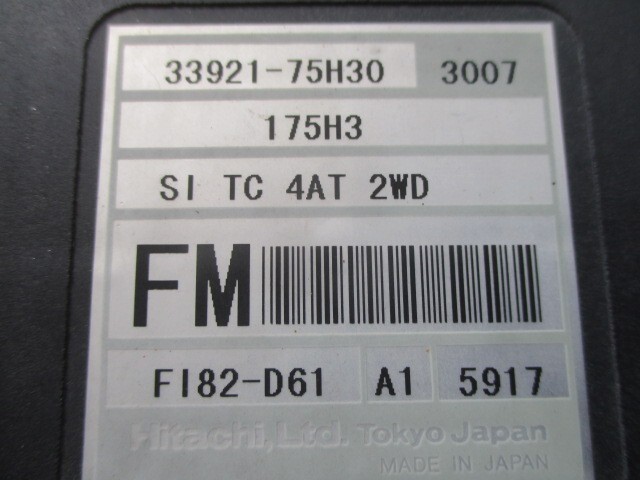 33921-75H30 3007
175H3
SI TC 4AT 2WD
FM
FI82-D61 A1 5917
Hitachi, Ltd. Tokyo Japan
MADE IN JAPAN